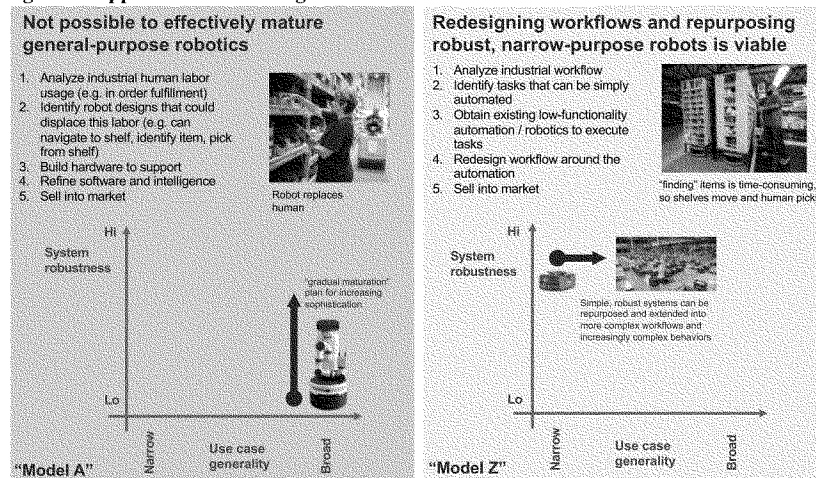 Not possible to effectively mature
general-purpose robotics
1. Analyze industrial human labor
usage (e.g. in order fulfillment)
2. Identify robot designs that could
displace this labor (e.g. can
navigate to shelf, identify item, pick
from shelf)
3. Build hardware to support
4. Refine software and intelligence
5. Sell into market
Robot replaces
human
Hi
System
robustness
"gradual maturation"
plan for increasing
sophistication
Lo
Narrow
Use case
generality
Broad
"Model A"
Redesigning workflows and repurposing
robust, narrow-purpose robots is viable
1. Analyze industrial workflow
2. Identify tasks that can be simply
automated
3. Obtain existing low-functionality
automation / robotics to execute
tasks
4. Redesign workflow around the
automation
5. Sell into market
"finding" items is time-consuming,
so shelves move and human pick
Hi
System
robustness
Simple, robust systems can be
repurposed and extended into
more complex workflows and
increasingly complex behaviors
Lo
Narrow
Use case
generality
Broad
"Model Z"